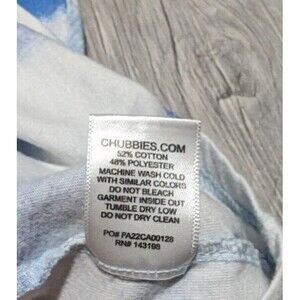 CHUBBIES.COM
52% COTTON
48% POLYESTER
MACHINE WASH COLD
WITH SIMILAR COLORS
DO NOT BLEACH
GARMENT INSIDE OUT
TUMBLE DRY LOW
DO NOT DRY CLEAN
PO# PA22CA00128
RN# 143198